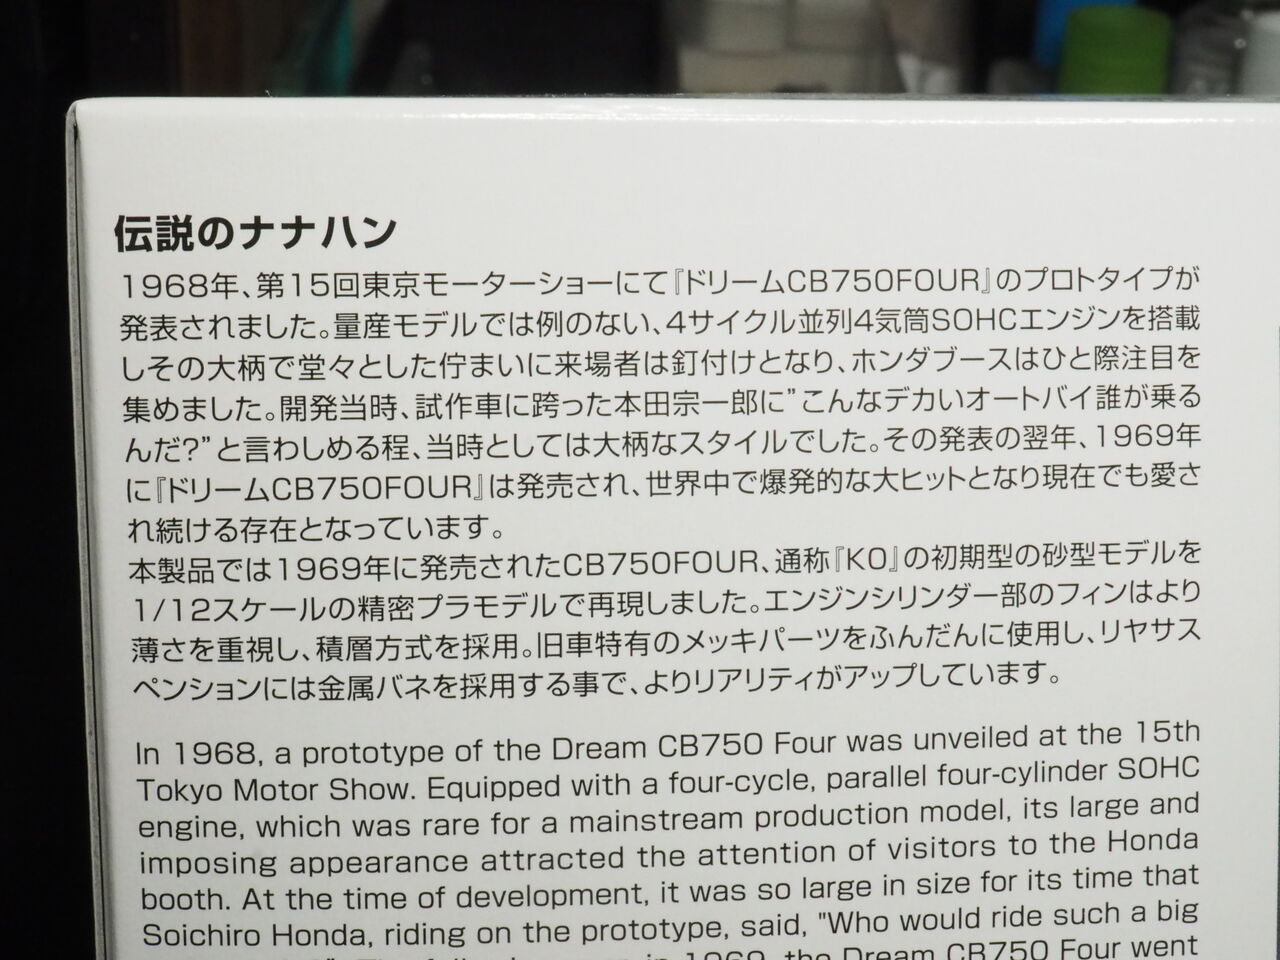 伝説のナナハン
1968年、第15回東京モーターショーにて『ドリームCB750FOUR』のプロトタイプが
発表されました。量産モデルでは例のない、4サイクル並列4気筒SOHCエンジンを搭載
しその大柄で堂々とした佇まいに来場者は釘付けとなり、ホンダブースはひと際注目を
集めました。開発当時、試作車に跨った本田宗一郎に”こんなデカいオートバイ誰が乗る
んだ?”と言わしめる程、当時としては大柄なスタイルでした。その発表の翌年、1969年
に『ドリームCB750FOUR』は発売され、世界中で爆発的な大ヒットとなり現在でも愛さ
れ続ける存在となっています。
本製品では1969年に発売されたCB750FOUR、通称『K0』の初期型の砂型モデルを
1/12スケールの精密プラモデルで再現しました。エンジンシリンダー部のフィンはより
薄さを重視し、積層方式を採用。旧車特有のメッキパーツをふんだんに使用し、リヤサス
ペンションには金属バネを採用する事で、よりリアリティがアップしています。
In 1968, a prototype of the Dream CB750 Four was unveiled at the 15th
Tokyo Motor Show. Equipped with a four-cycle, parallel four-cylinder SOHC
engine, which was rare for a mainstream production model, its large and
imposing appearance attracted the attention of visitors to the Honda
booth. At the time of development, it was so large in size for its time that
Soichiro Honda, riding on the prototype, said, "Who would ride such a big
in 1969, the Dream CB750 Four went